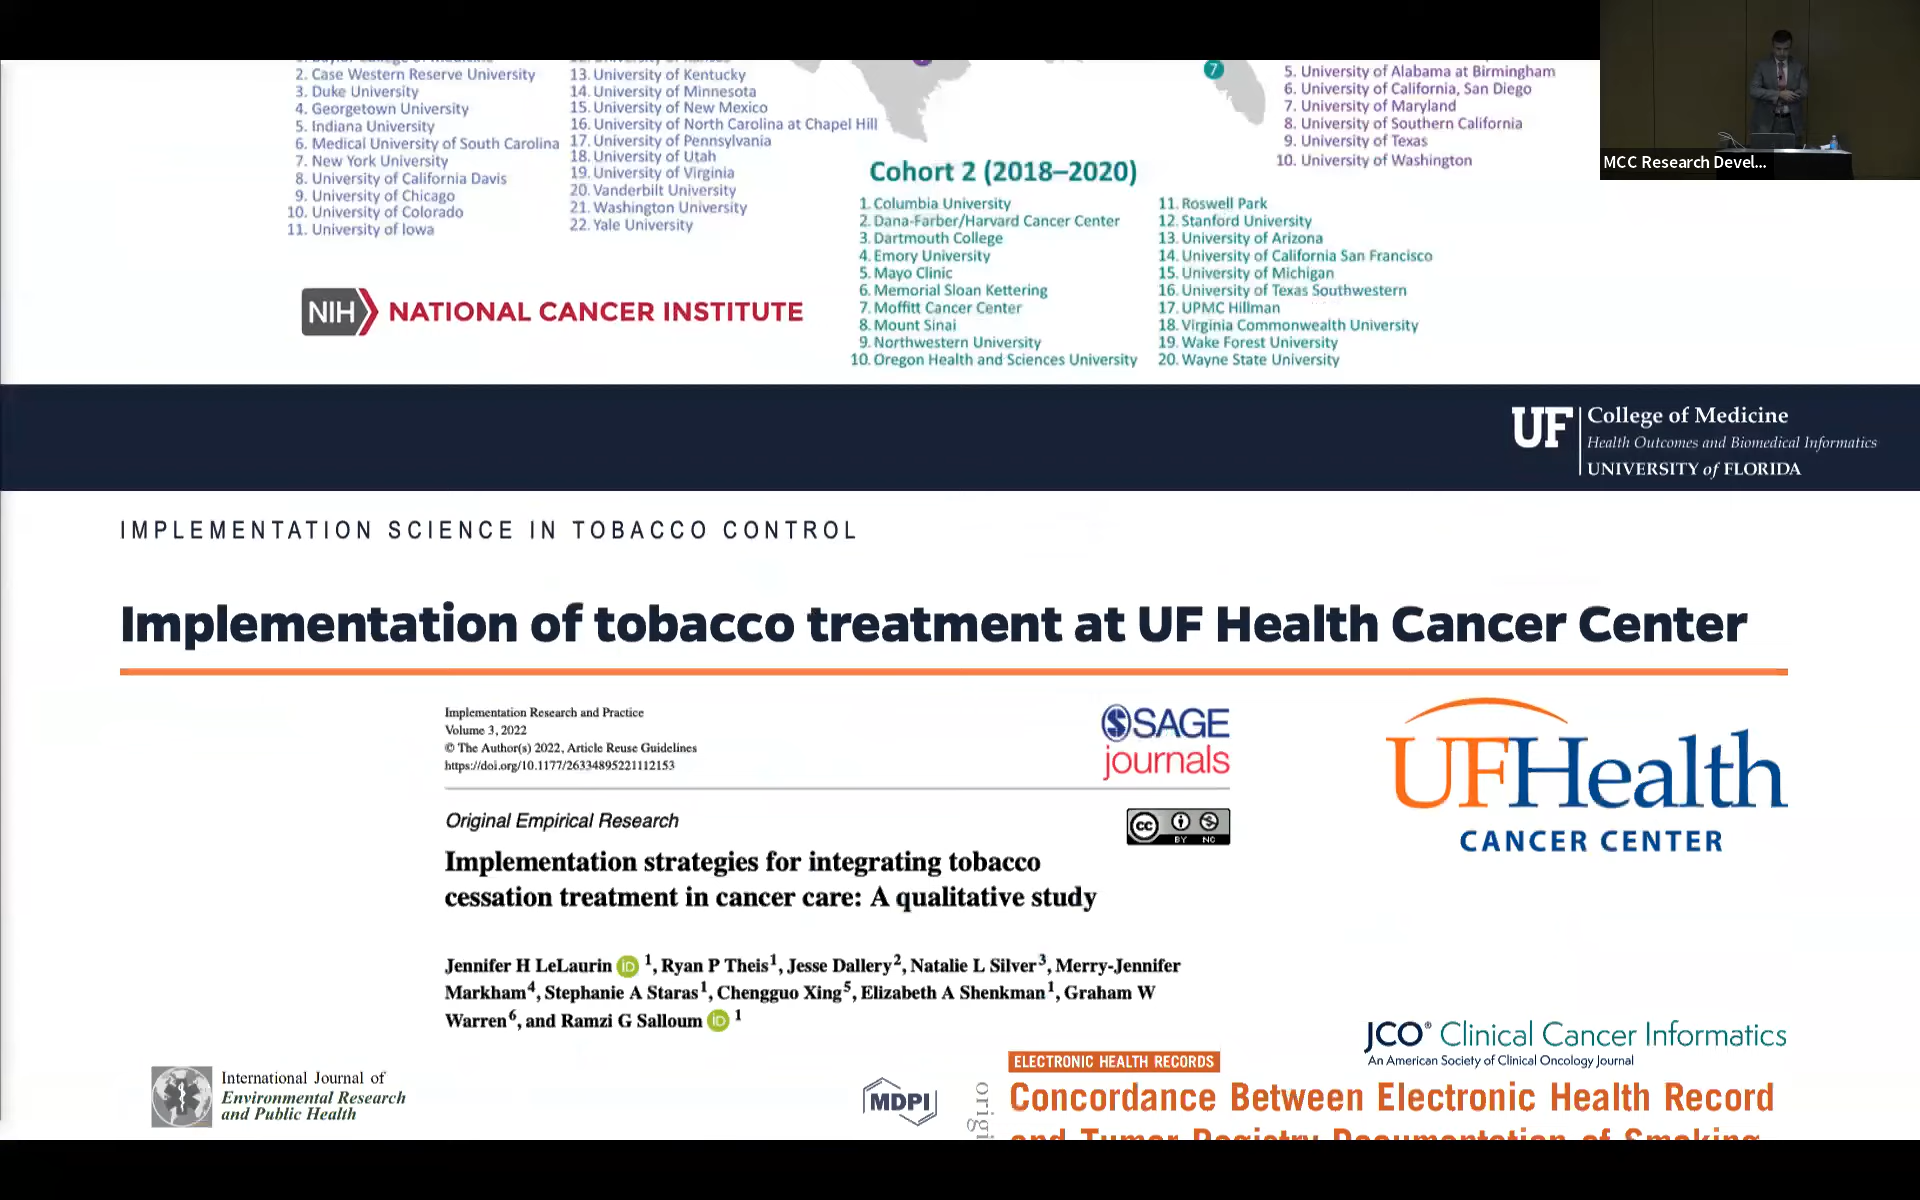 2. Case Western Reserve University
3. Duke University
4. Georgetown University
5. Indiana University
6. Medical University of South Carolina
7. New York University
8. University of California Davis
9. University of Chicago
10. University of Colorado
11. University of Iowa
13. University of Kentucky
14. University of Minnesota
15. University of New Mexico
16. University of North Carolina at Chapel Hill
17. University of Pennsylvania
18. University of Utah
19. University of Virginia
20. Vanderbilt University
21. Washington University
22. Yale University
7
5. University of Alabama at Birmingham
6. University of California, San Diego
7. University of Maryland
8. University of Southern California
9. University of Texas
10. University of Washington
MCC Research Devel...
Cohort 2 (2018–2020)
1. Columbia University
2. Dana-Farber/Harvard Cancer Center
3. Dartmouth College
4. Emory University
5. Mayo Clinic
6. Memorial Sloan Kettering
7. Moffitt Cancer Center
8. Mount Sinai
9. Northwestern University
10. Oregon Health and Sciences University
11. Roswell Park
12. Stanford University
13. University of Arizona
14. University of California San Francisco
15. University of Michigan
16. University of Texas Southwestern
17. UPMC Hillman
18. Virginia Commonwealth University
19. Wake Forest University
20. Wayne State University
NIH NATIONAL CANCER INSTITUTE
UF College of Medicine
Health Outcomes and Biomedical Informatics
UNIVERSITY of FLORIDA
IMPLEMENTATION SCIENCE IN TOBACCO CONTROL
Implementation of tobacco treatment at UF Health Cancer Center
Implementation Research and Practice
Volume 3, 2022
© The Author(s) 2022, Article Reuse Guidelines
https://doi.org/10.1177/26334895221112153
SAGE
journals
Original Empirical Research
CC BY NC
Implementation strategies for integrating tobacco
cessation treatment in cancer care: A qualitative study
Jennifer H LeLaurin iD 1, Ryan P Theis1, Jesse Dallery2, Natalie L Silver3, Merry-Jennifer
Markham4, Stephanie A Staras1, Chengguo Xing5, Elizabeth A Shenkman1, Graham W
Warren6, and Ramzi G Salloum iD 1
UFHealth
CANCER CENTER
International Journal of
Environmental Research
and Public Health
MDPI
origi
JCO® Clinical Cancer Informatics
An American Society of Clinical Oncology Journal
ELECTRONIC HEALTH RECORDS
Concordance Between Electronic Health Record
and Tumor Registry Documentation of Smoking